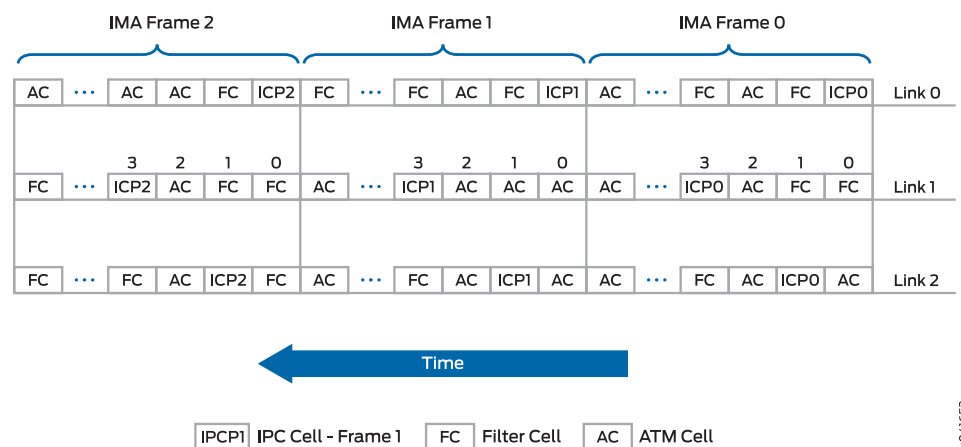 IMA Frame 2 IMA Frame 1 IMA Frame 0
AC ... AC AC FC ICP2 FC ... FC AC FC ICP1 AC ... FC AC FC ICP0 Link 0
3 2 1 0 3 2 1 0 3 2 1 0
FC ... ICP2 AC FC FC AC ... ICP1 AC AC AC AC ... ICP0 AC FC FC Link 1
FC ... FC AC ICP2 FC AC ... FC AC ICP1 AC AC ... FC AC ICP0 AC Link 2
Time
IPCP1 IPC Cell - Frame 1 FC Filter Cell AC ATM Cell